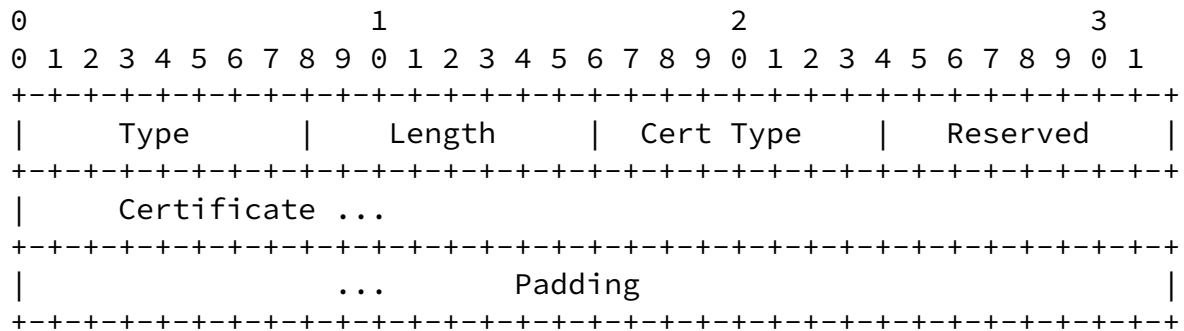 0                   1                   2                   3
0 1 2 3 4 5 6 7 8 9 0 1 2 3 4 5 6 7 8 9 0 1 2 3 4 5 6 7 8 9 0 1
+-+-+-+-+-+-+-+-+-+-+-+-+-+-+-+-+-+-+-+-+-+-+-+-+-+-+-+-+-+-+-+-+
|     Type      |    Length     |  Cert Type    |   Reserved    |
+-+-+-+-+-+-+-+-+-+-+-+-+-+-+-+-+-+-+-+-+-+-+-+-+-+-+-+-+-+-+-+-+
|     Certificate ...
+-+-+-+-+-+-+-+-+-+-+-+-+-+-+-+-+-+-+-+-+-+-+-+-+-+-+-+-+-+-+-+-+
|                 ...       Padding                             |
+-+-+-+-+-+-+-+-+-+-+-+-+-+-+-+-+-+-+-+-+-+-+-+-+-+-+-+-+-+-+-+-+